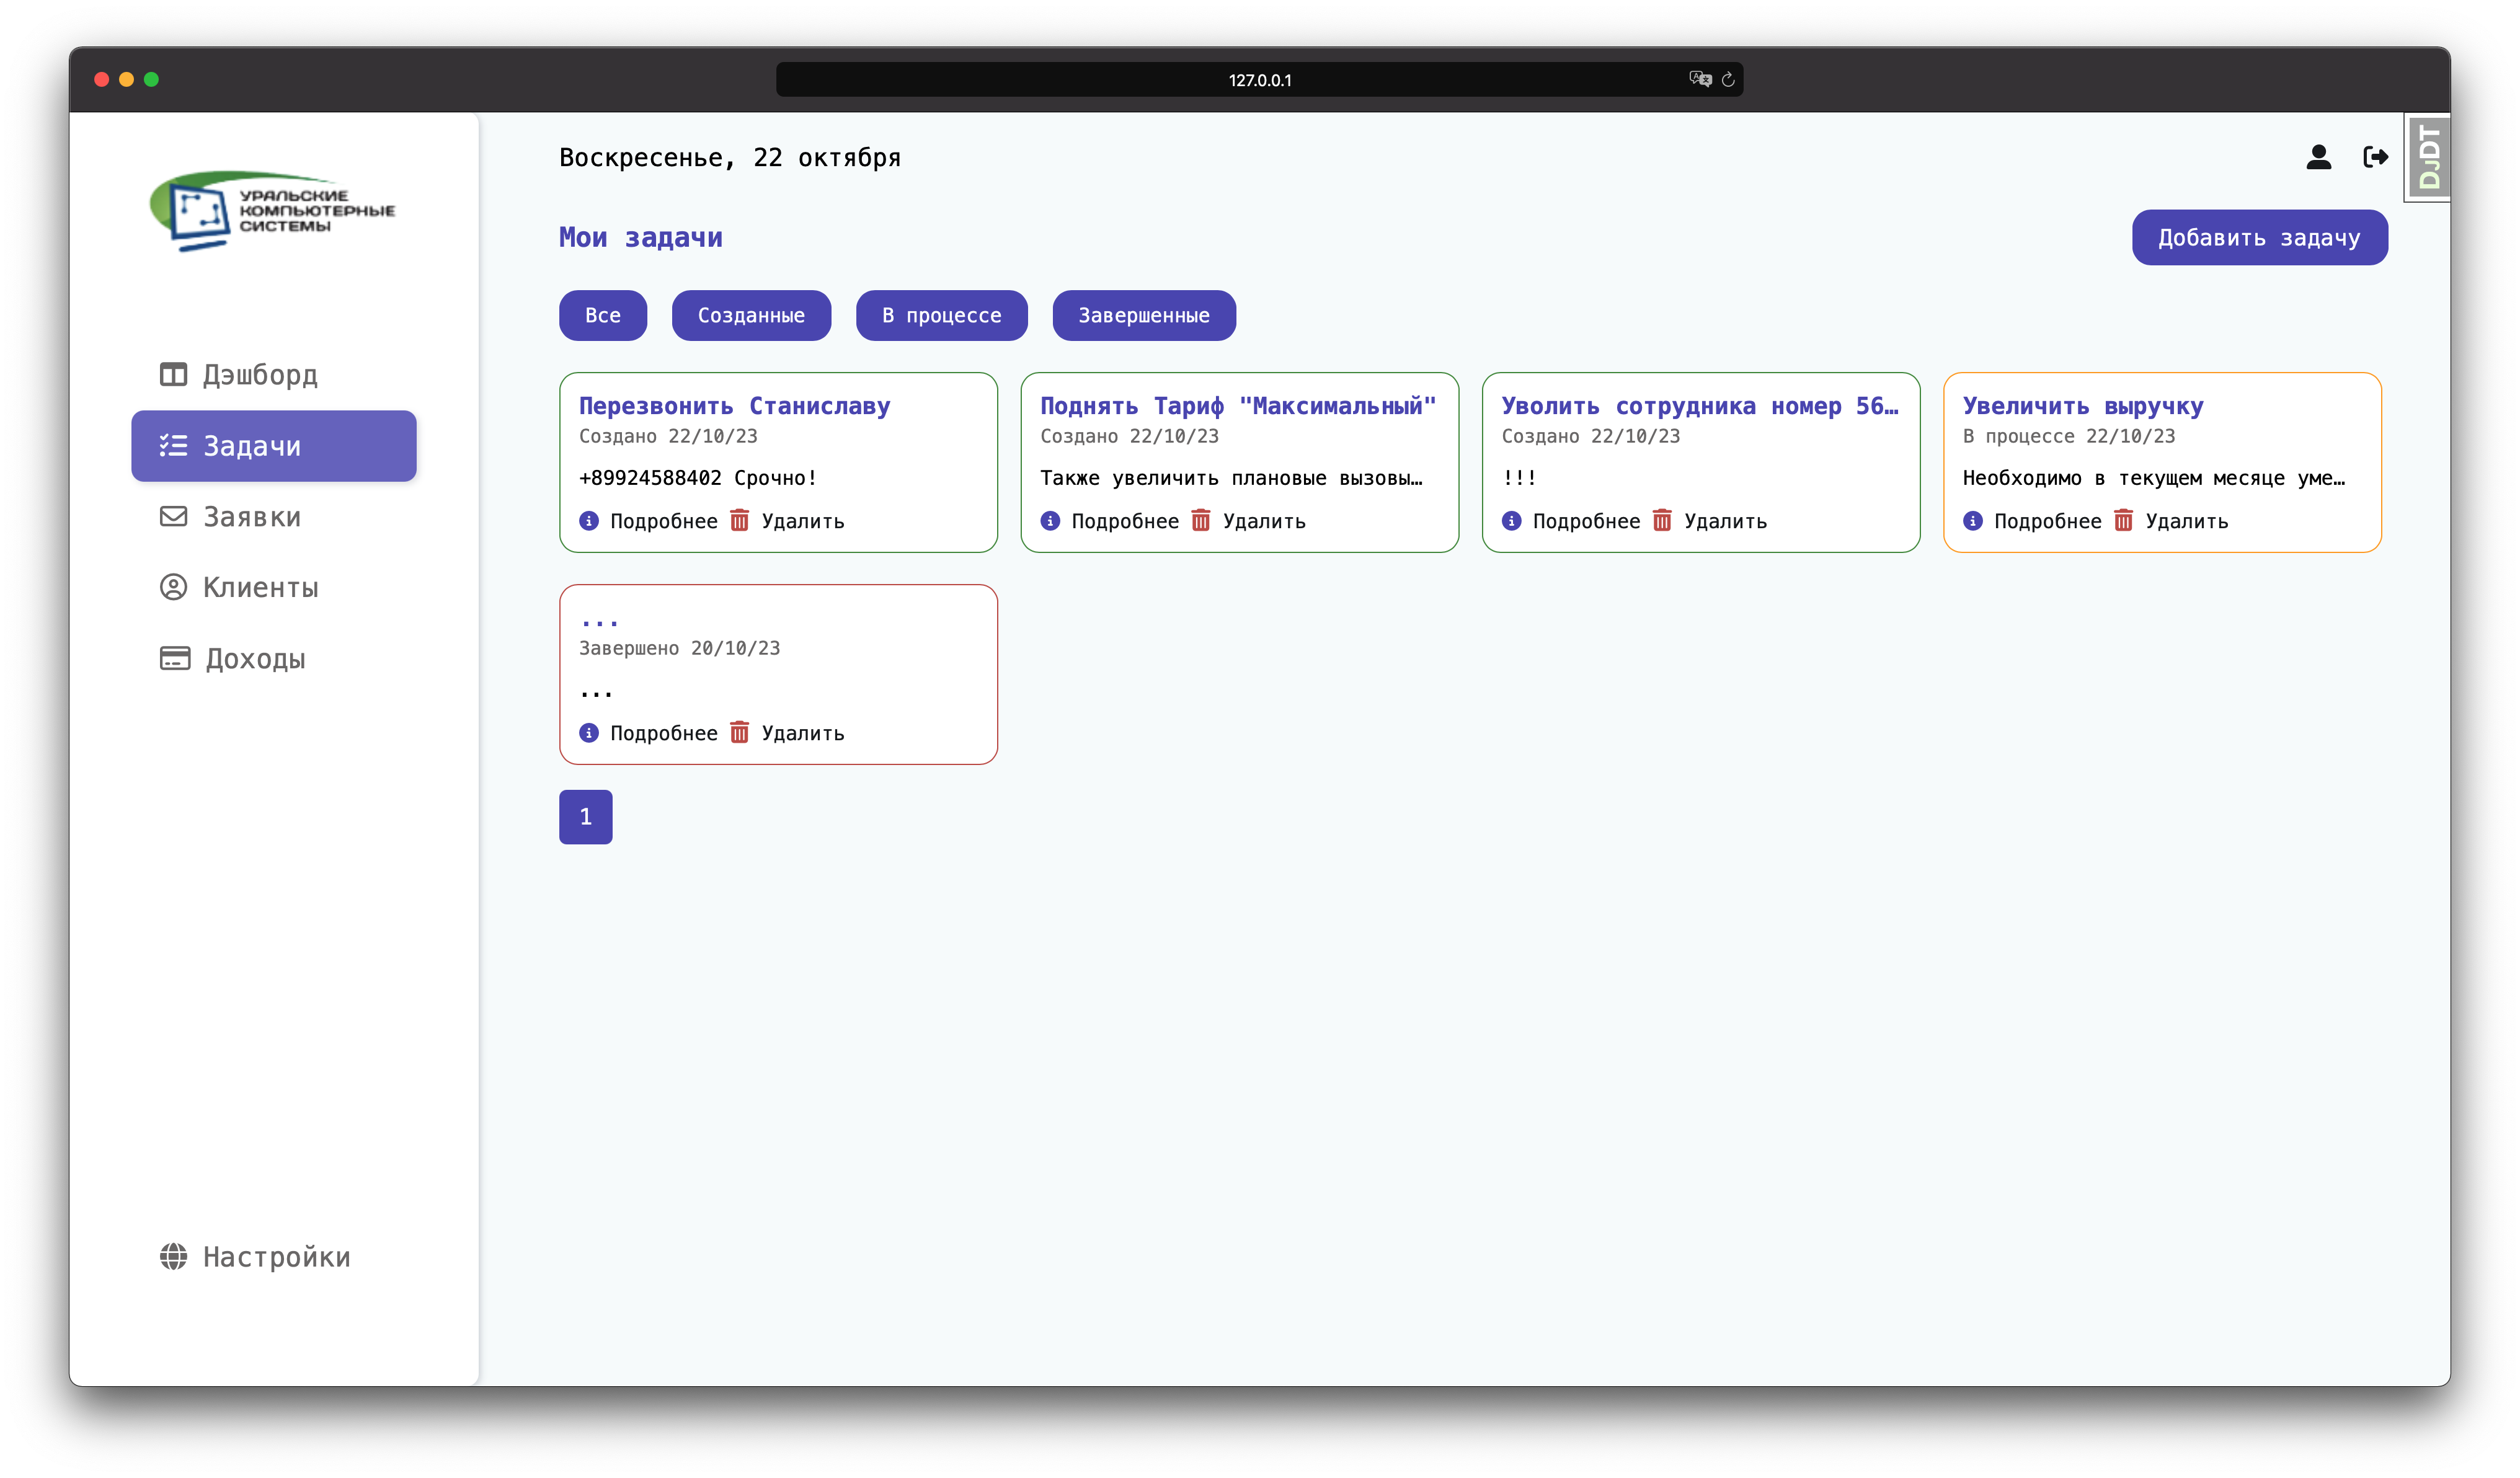 127.0.0.1
УРАЛЬСКИЕ
КОМПЬЮТЕРНЫЕ
СИСТЕМЫ
Дэшборд
Задачи
Заявки
Клиенты
Доходы
Настройки
Воскресенье, 22 октября
DJDT
Мои задачи
Добавить задачу
Все
Созданные
В процессе
Завершенные
Перезвонить Станиславу
Создано 22/10/23
+89924588402 Срочно!
Подробнее Удалить
Поднять Тариф "Максимальный"
Создано 22/10/23
Также увеличить плановые вызовы…
Подробнее Удалить
Уволить сотрудника номер 56…
Создано 22/10/23
!!!
Подробнее Удалить
Увеличить выручку
В процессе 22/10/23
Необходимо в текущем месяце уме…
Подробнее Удалить
...
Завершено 20/10/23
...
Подробнее Удалить
1